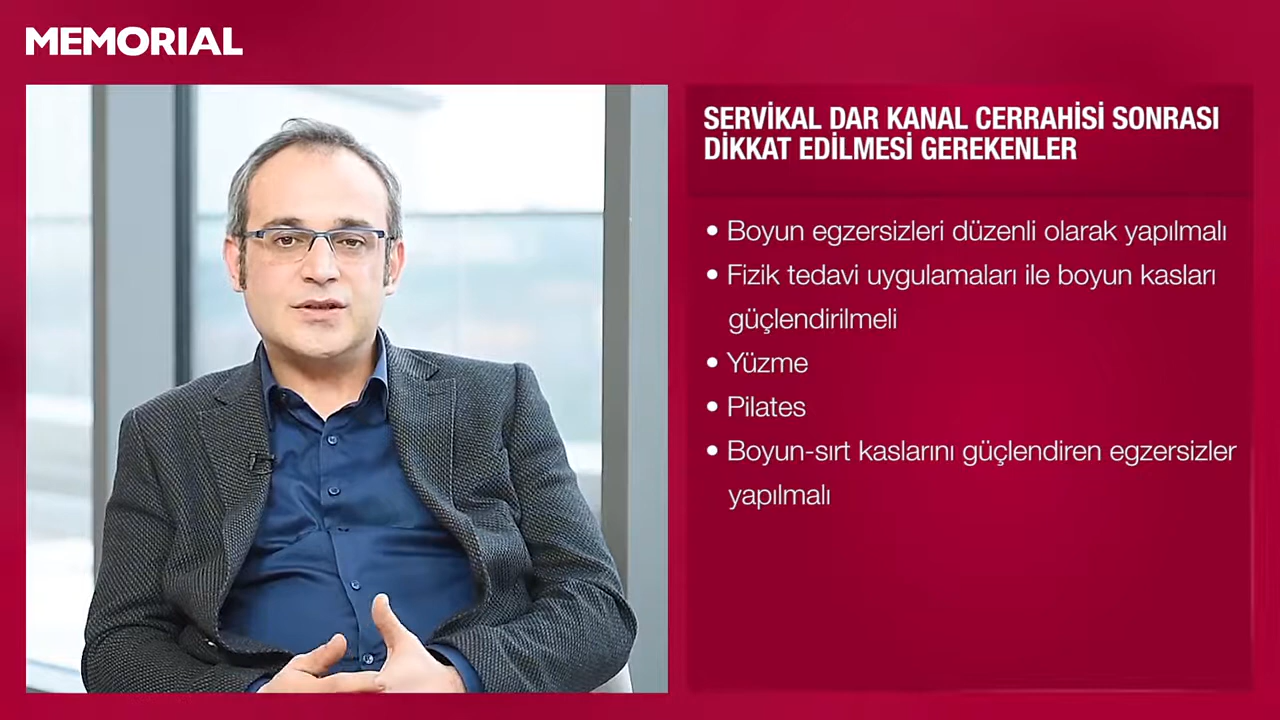 MEMORIAL
SERVİKAL DAR KANAL CERRAHİSİ SONRASI
DİKKAT EDİLMESİ GEREKENLER
• Boyun egzersizleri düzenli olarak yapılmalı
• Fizik tedavi uygulamaları ile boyun kasları
güçlendirilmeli
• Yüzme
• Pilates
• Boyun-sırt kaslarını güçlendiren egzersizler
yapılmalı